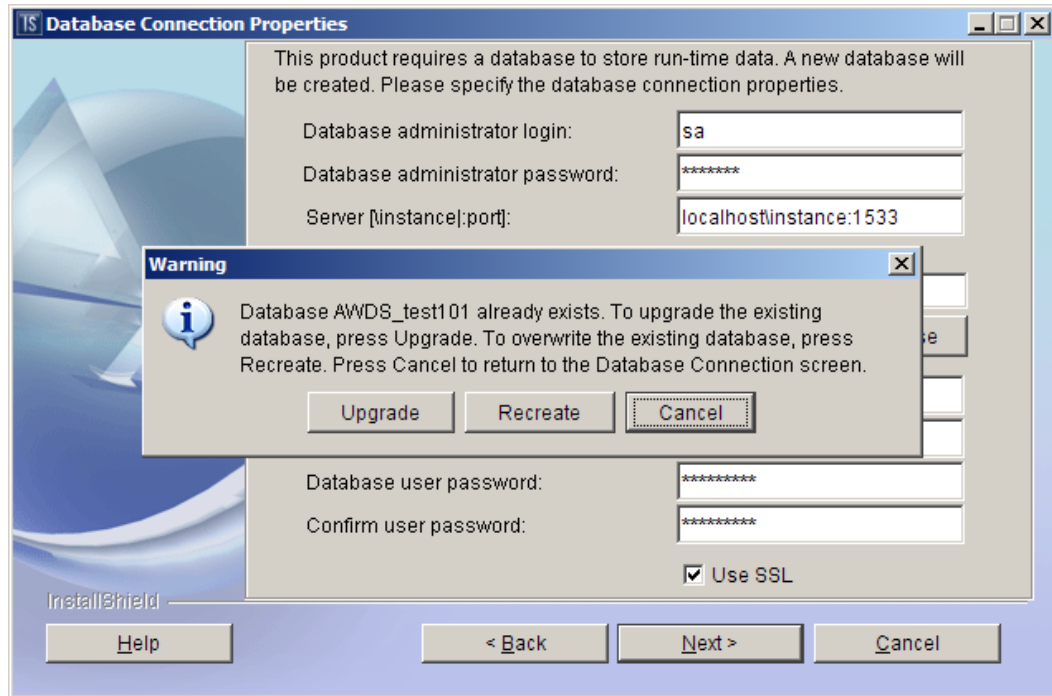 TS Database Connection Properties
This product requires a database to store run-time data. A new database will
be created. Please specify the database connection properties.
Database administrator login:
sa
Database administrator password:
*******
Server [\instance|:port]:
localhost\instance:1533
Warning
Database AWDS_test101 already exists. To upgrade the existing
database, press Upgrade. To overwrite the existing database, press
Recreate. Press Cancel to return to the Database Connection screen.
Upgrade
Recreate
Cancel
Database user password:
*********
Confirm user password:
*********
Use SSL
InstallShield
Help
< Back
Next >
Cancel